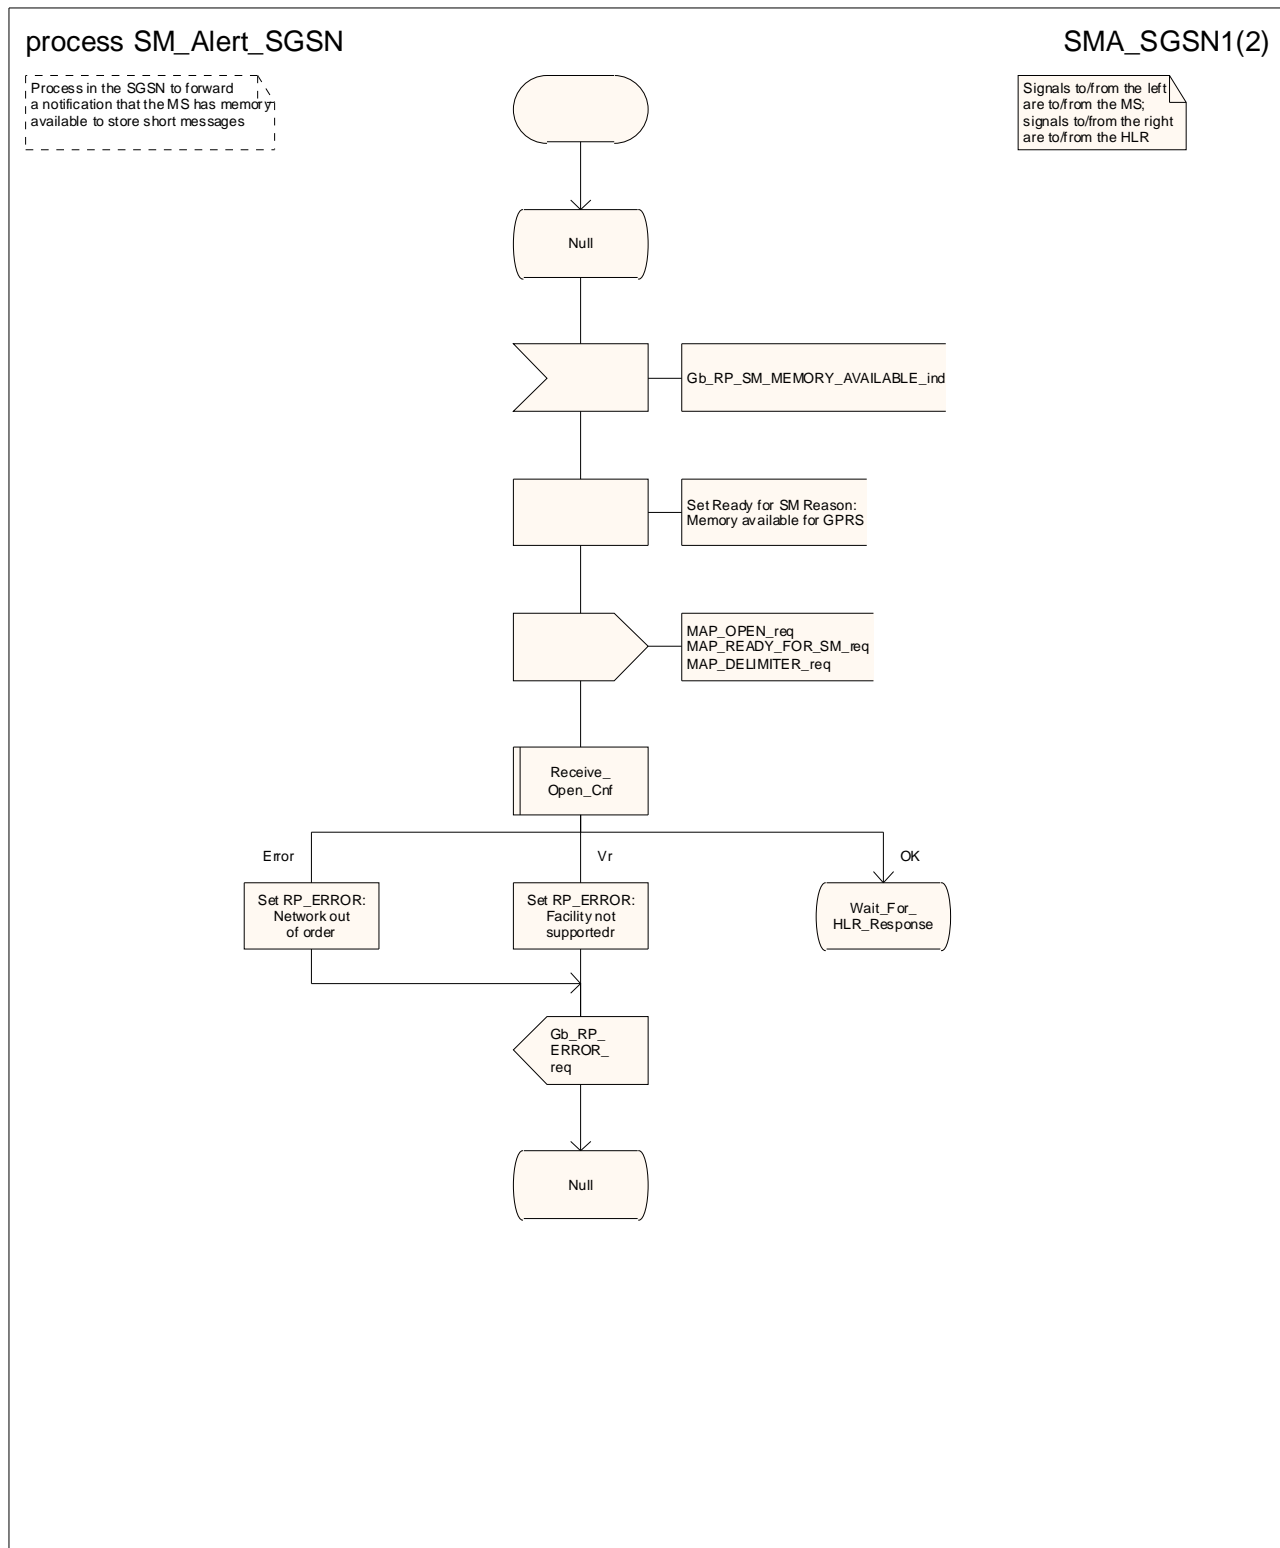 process SM_Alert_SGSN
SMA_SGSN1(2)
Process in the SGSN to forward
a notification that the MS has memory
available to store short messages
Signals to/from the left
are to/from the MS;
signals to/from the right
are to/from the HLR
Null
Gb_RP_SM_MEMORY_AVAILABLE_ind
Set Ready for SM Reason:
Memory available for GPRS
MAP_OPEN_req
MAP_READY_FOR_SM_req
MAP_DELIMITER_req
Receive_
Open_Cnf
Error
Vr
OK
Set RP_ERROR:
Network out
of order
Set RP_ERROR:
Facility not
supportedr
Wait_For_
HLR_Response
Gb_RP_
ERROR_
req
Null